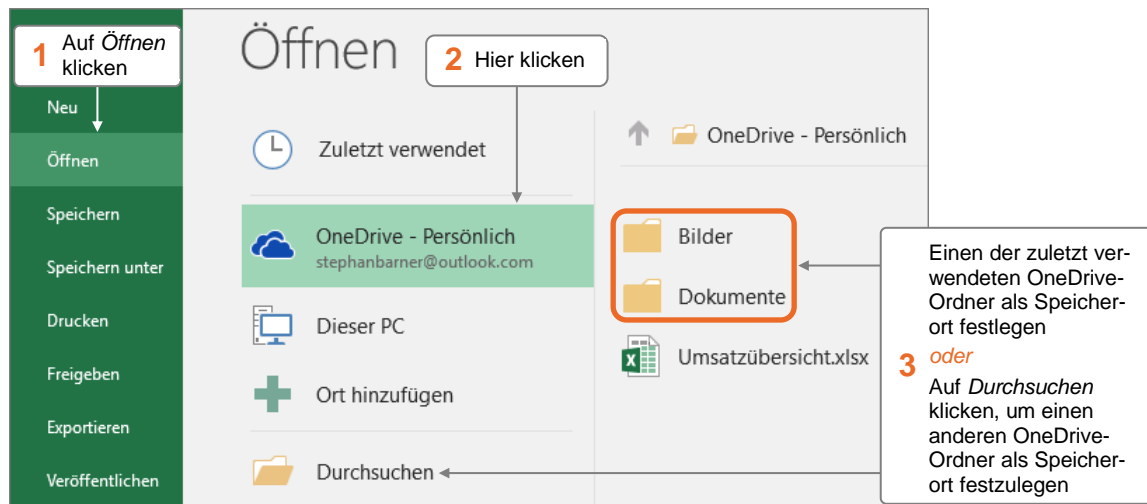 1 Auf Öffnen
klicken
Neu
Öffnen
Speichern
Speichern unter
Drucken
Freigeben
Exportieren
Veröffentlichen
Öffnen
2 Hier klicken
Zuletzt verwendet
OneDrive - Persönlich
stephanbarner@outlook.com
Dieser PC
Ort hinzufügen
Durchsuchen
OneDrive - Persönlich
Bilder
Dokumente
Umsatzübersicht.xlsx
Einen der zuletzt ver-
wendeten OneDrive-
Ordner als Speicher-
ort festlegen
3 oder
Auf Durchsuchen
klicken, um einen
anderen OneDrive-
Ordner als Speicher-
ort festzulegen